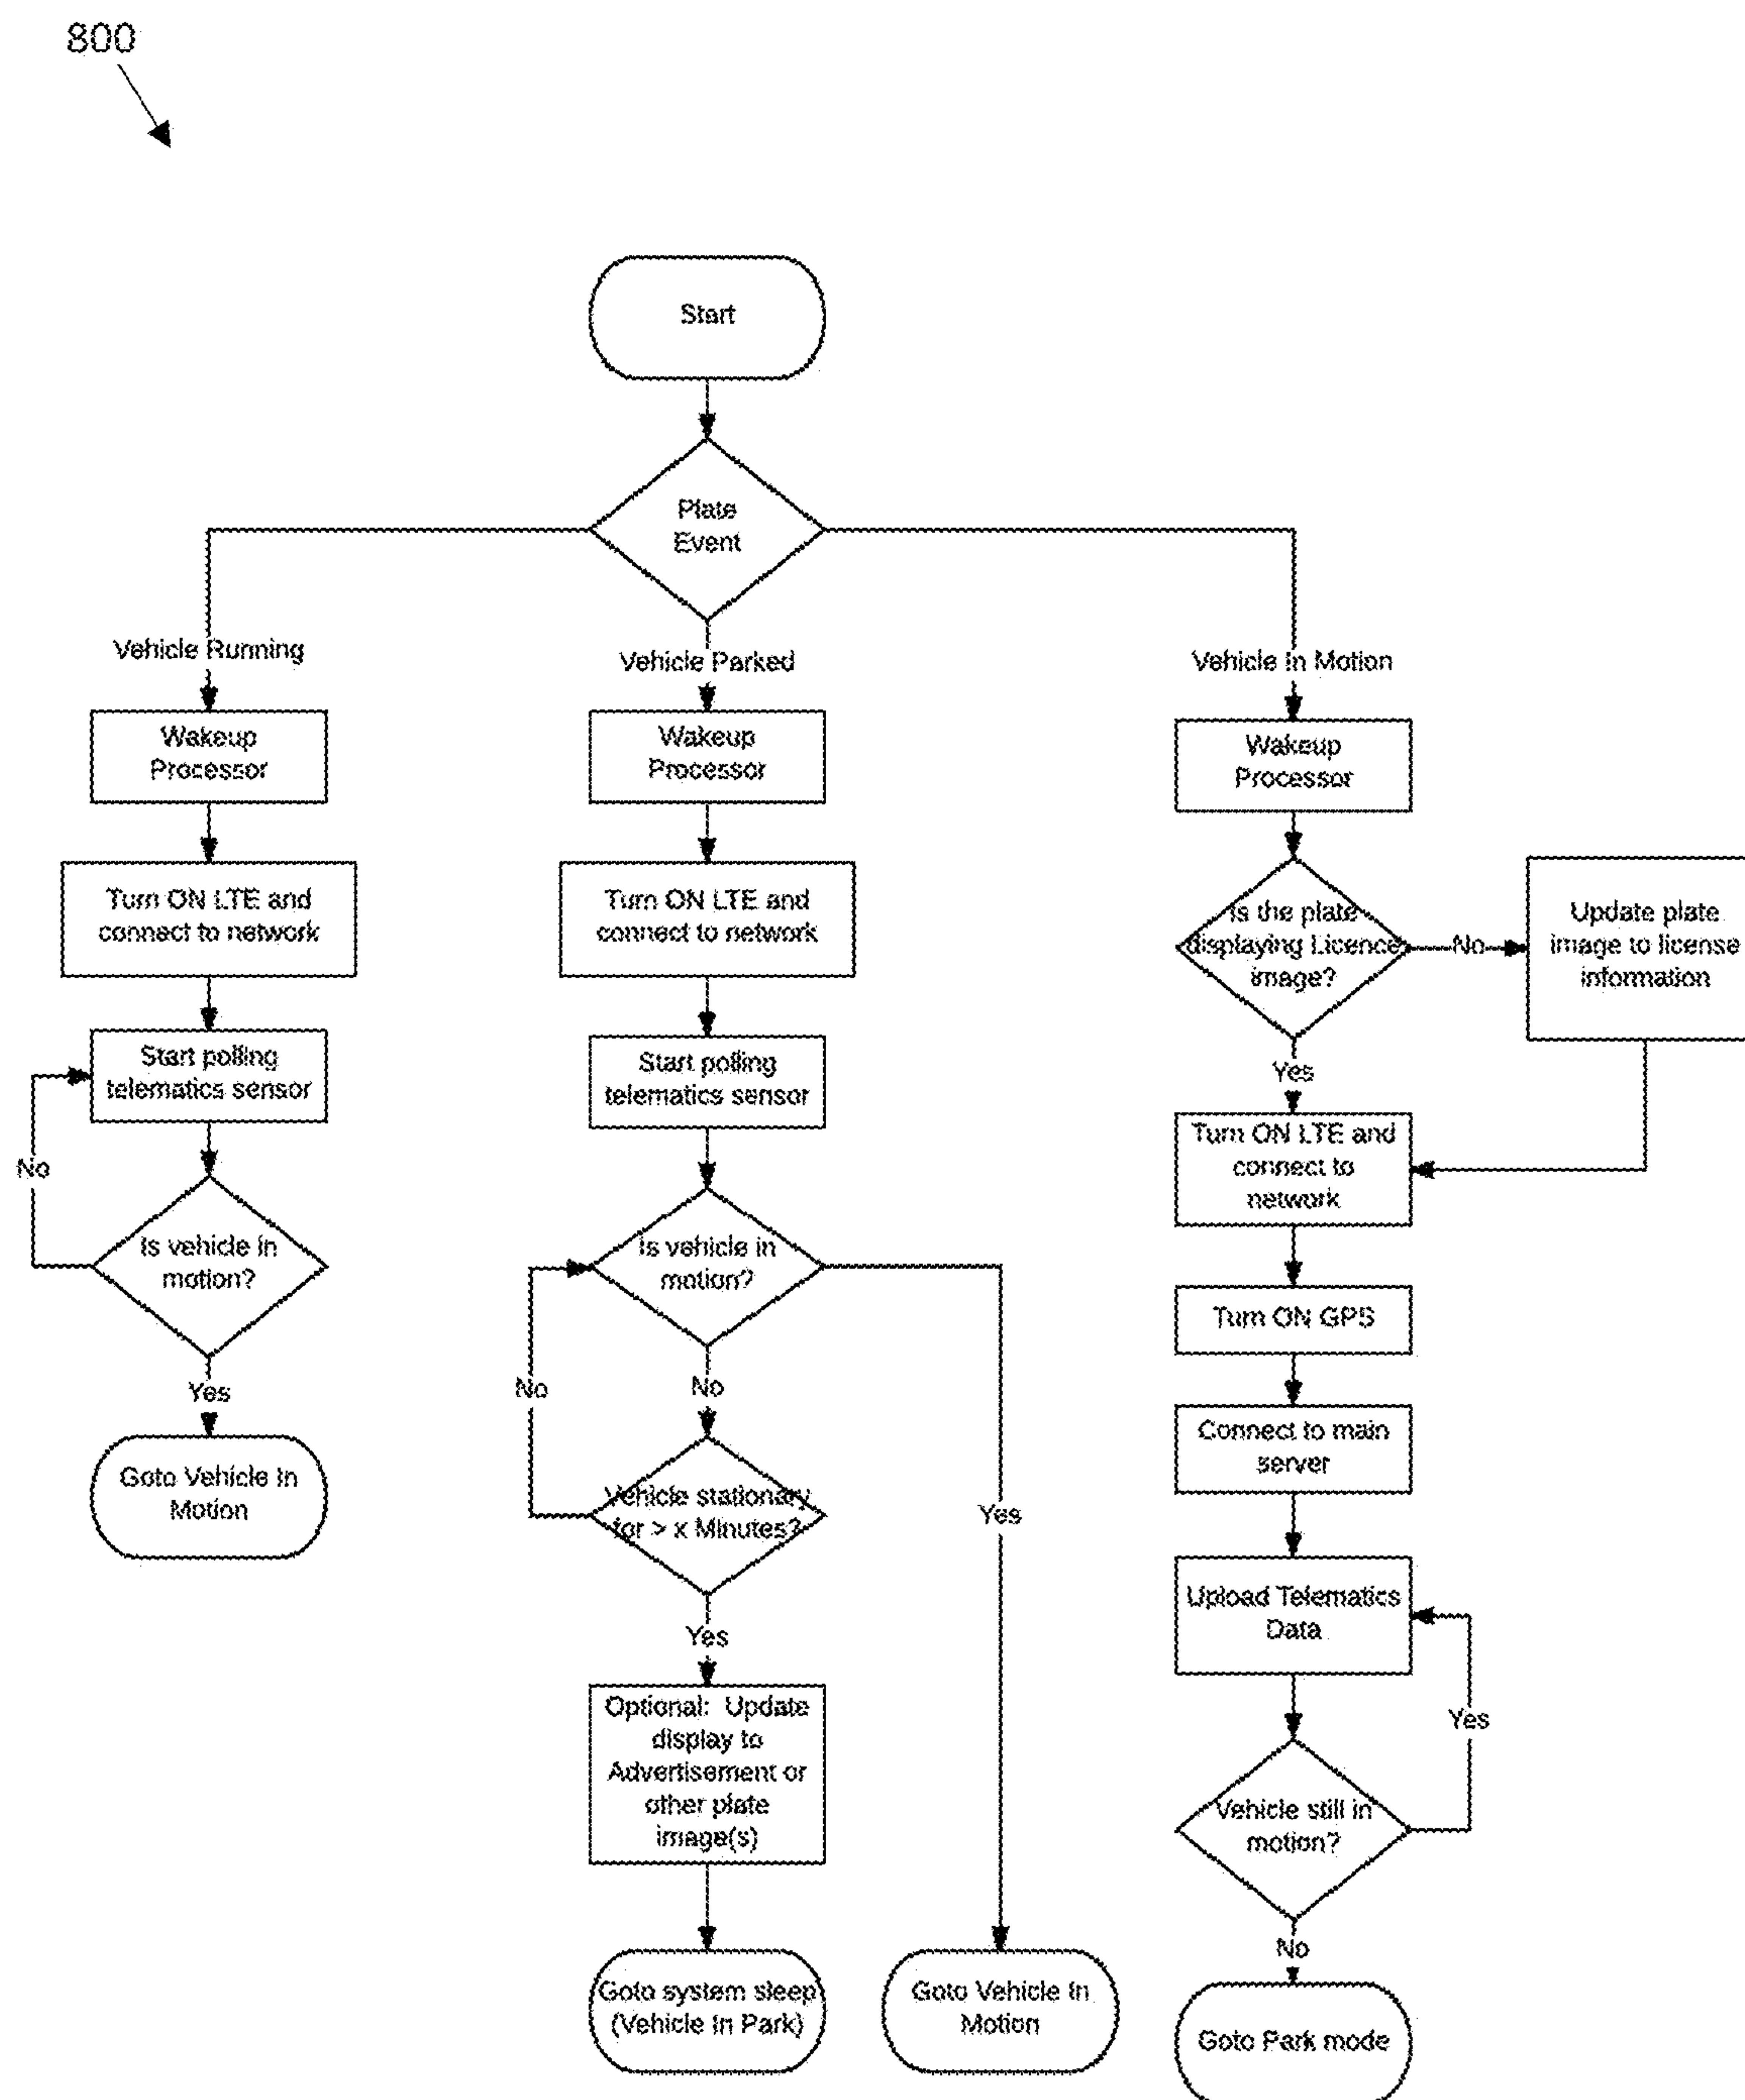 800
Start
Plate
Event
Vehicle Running
Vehicle Parked
Vehicle In Motion
Wakeup
Processor
Turn ON LTE and
connect to network
Start polling
telematics sensor
No
Is vehicle in
motion?
Yes
Goto Vehicle In
Motion
Wakeup
Processor
Turn ON LTE and
connect to network
Start polling
telematics sensor
Is vehicle in
motion?
No
No
Vehicle stationary
for > x Minutes?
Yes
Yes
Optional: Update
display to
Advertisement or
other plate
image(s)
Goto system sleep
(Vehicle In Park)
Goto Vehicle In
Motion
Wakeup
Processor
Is the plate
displaying Licence
image?
No
Update plate
image to license
information
Yes
Turn ON LTE and
connect to
network
Turn ON GPS
Connect to main
server
Upload Telematics
Data
Yes
Vehicle still in
motion?
No
Goto Park mode